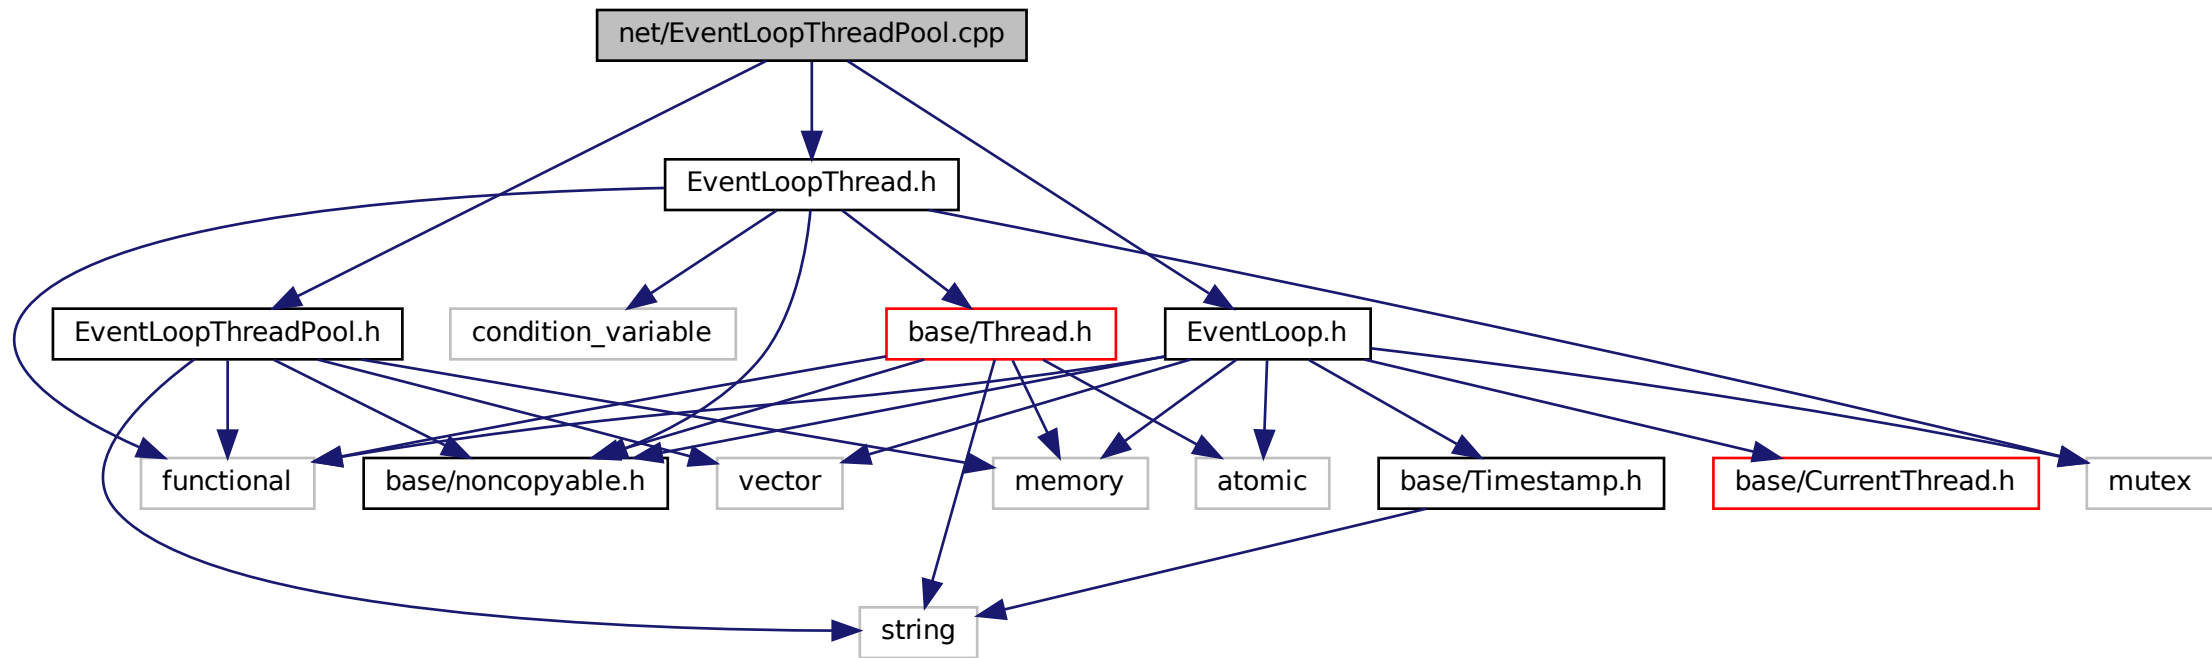 net/EventLoopThreadPool.cpp
EventLoopThread.h
EventLoopThreadPool.h
condition_variable
base/Thread.h
EventLoop.h
functional
base/noncopyable.h
vector
memory
atomic
base/Timestamp.h
base/CurrentThread.h
mutex
string